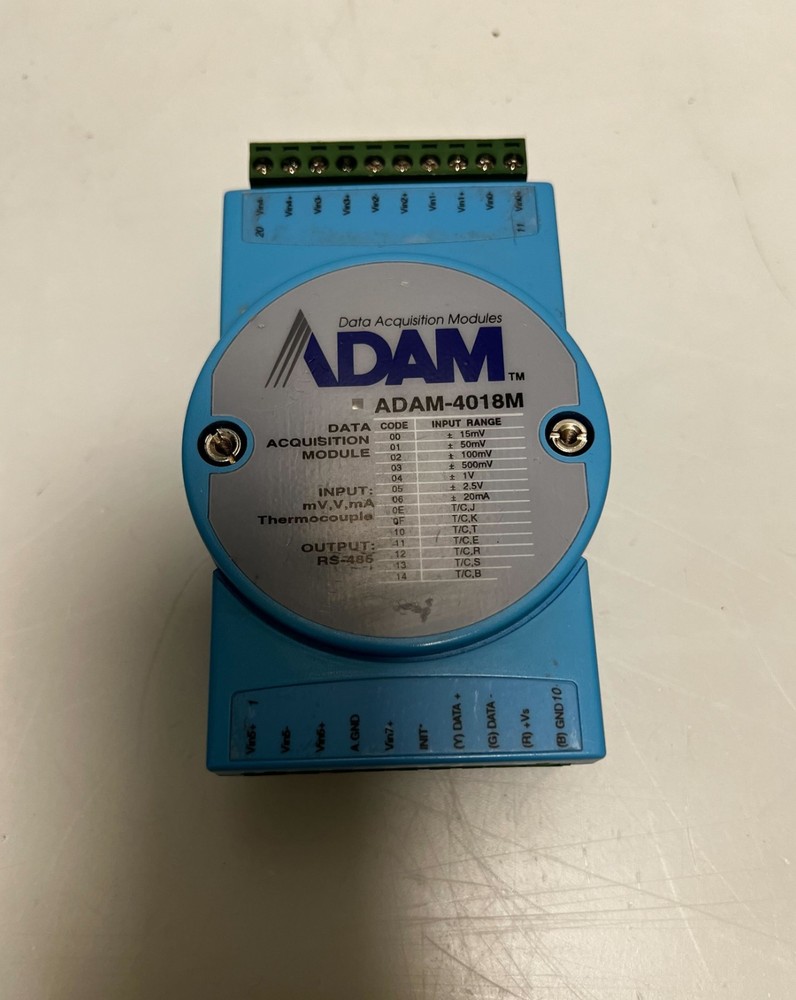 20 Vin4- Vin4+ Vin3- Vin3+ Vin2- Vin2+ Vin1- Vin1+ Vin0- Vin0+ 11
Data Acquisition Modules
ADAM™
ADAM-4018M
DATA
ACQUISITION
MODULE
INPUT:
mV,V,mA
Thermocouple
OUTPUT:
RS-485
CODE INPUT RANGE
00 ± 15mV
01 ± 50mV
02 ± 100mV
03 ± 500mV
04 ± 1V
05 ± 2.5V
06 ± 20mA
0E T/C,J
0F T/C,K
10 T/C,T
11 T/C,E
12 T/C,R
13 T/C,S
14 T/C,B
1 Vin5+ Vin5- Vin6+ A.GND Vin7+ INIT* (Y) DATA + (G) DATA - (R) +Vs (B) GND 10